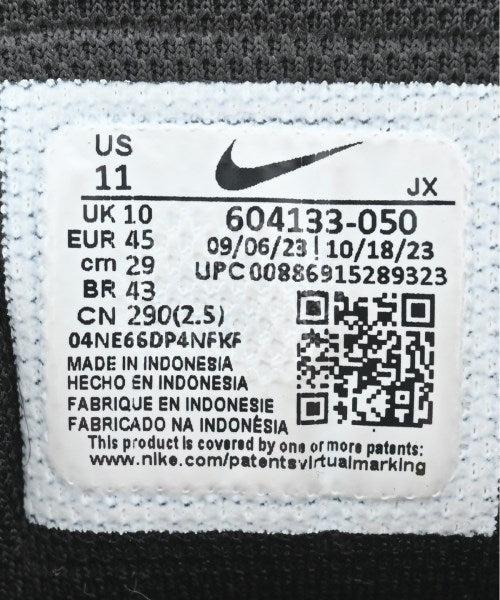 US
11
JX
UK 10
EUR 45
cm 29
BR 43
CN 290(2.5)
604133-050
09/06/23 | 10/18/23
UPC00886915289323
04NE66DP4NFKF
MADE IN INDONESIA
HECHO EN INDONESIA
FABRIQUE EN INDONESIE
FABRICADO NA INDONÉSIA
This product is covered by one or more patents:
www.nike.com/patentsvirtualmarking